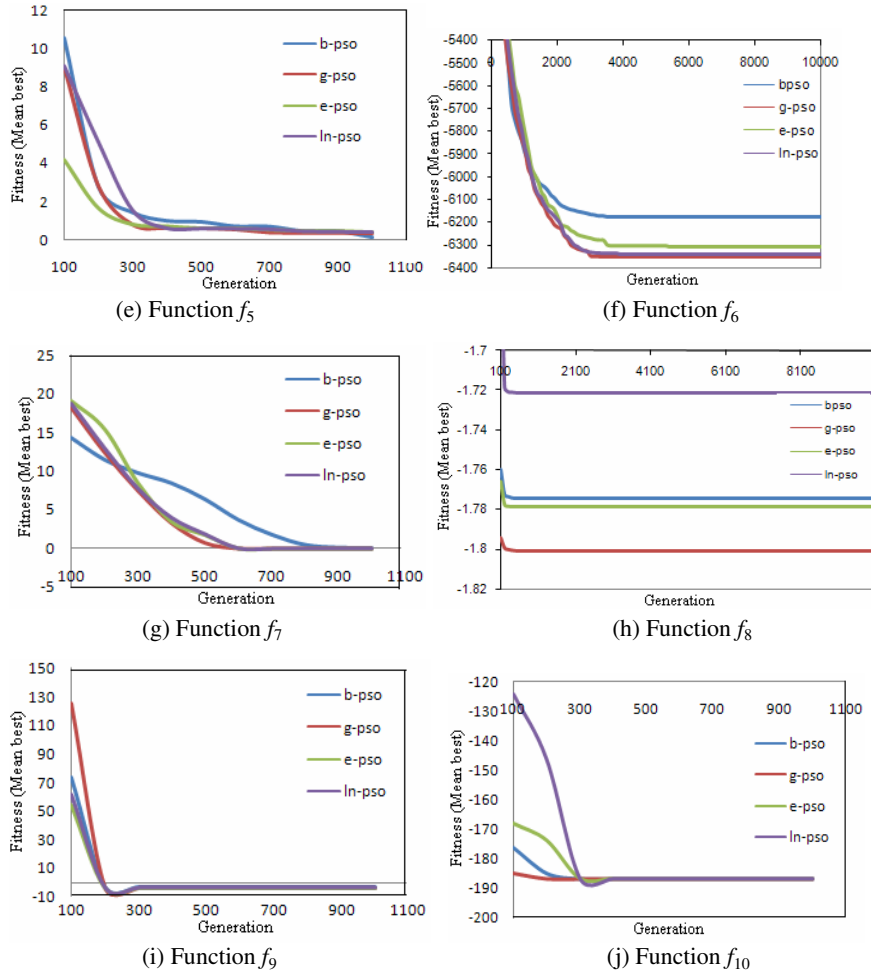 12
10
8
6
4
2
0
100 300 500 700 900 1100
Fitness (Mean best)
Generation
b-pso
g-pso
e-pso
ln-pso
(e) Function f5
-5400
-5500
-5600
-5700
-5800
-5900
-6000
-6100
-6200
-6300
-6400
0 2000 4000 6000 8000 10000
Fitness (Mean best)
Generation
bpso
g-pso
e-pso
ln-pso
(f) Function f6
25
20
15
10
5
0
-5
100 300 500 700 900 1100
Fitness (Mean best)
Generation
b-pso
g-pso
e-pso
ln-pso
(g) Function f7
-1.7
-1.72
-1.74
-1.76
-1.78
-1.8
-1.82
100 2100 4100 6100 8100
Fitness (Mean best)
Generation
bpso
g-pso
e-pso
ln-pso
(h) Function f8
150
130
110
90
70
50
30
10
-10
100 300 500 700 900 1100
Fitness (Mean best)
Generation
b-pso
g-pso
e-pso
ln-pso
(i) Function f9
-120
-130
-140
-150
-160
-170
-180
-190
-200
100 300 500 700 900 1100
Fitness (Mean best)
Generation
b-pso
g-pso
e-pso
ln-pso
(j) Function f10